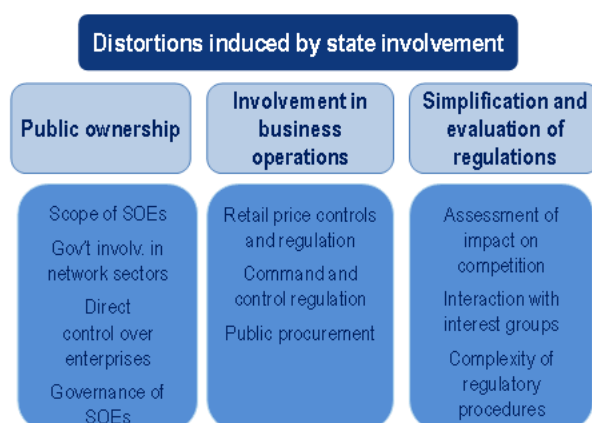 Distortions induced by state involvement
Public ownership
Involvement in
business
operations
Simplification and
evaluation of
regulations
Scope of SOEs
Gov't involv. in
network sectors
Direct
control over
enterprises
Governance of
SOEs
Retail price controls
and regulation
Command and
control regulation
Public procurement
Assessment of
impact on
competition
Interaction with
interest groups
Complexity of
regulatory
procedures